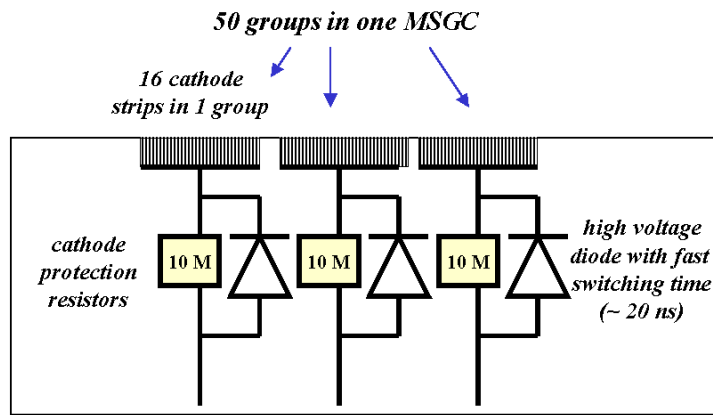 50 groups in one MSGC
16 cathode
strips in 1 group
cathode
protection
resistors
10 M
10 M
10 M
high voltage
diode with fast
switching time
(~ 20 ns)